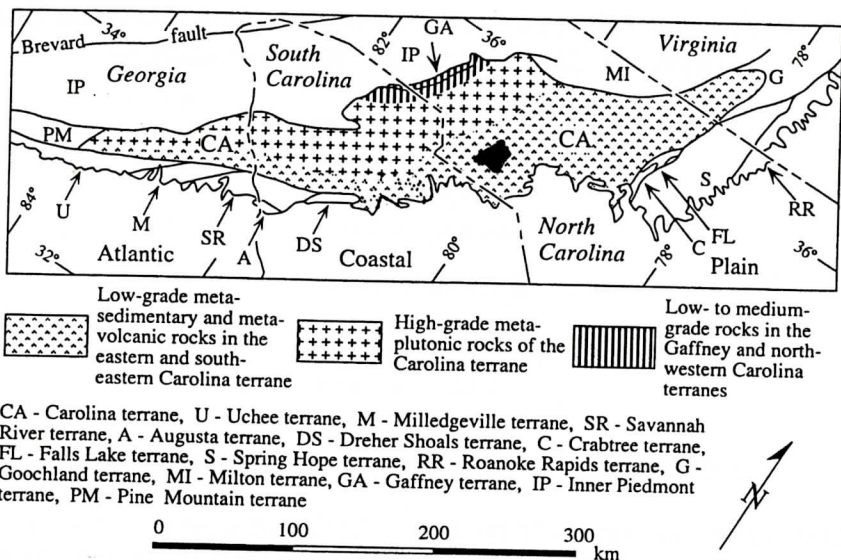 GA
34°
Brevard fault
South
Carolina
82°
36°
Virginia
78°
IP
MI
G
Georgia
IP
PM
CA
CA
84°
U
M
SR
A
DS
S
RR
FL
C
North
Carolina
32°
Atlantic
Coastal
80°
78°
Plain
36°
Low-grade meta-
sedimentary and meta-
volcanic rocks in the
eastern and south-
eastern Carolina terrane
High-grade meta-
plutonic rocks of the
Carolina terrane
Low- to medium-
grade rocks in the
Gaffney and north-
western Carolina
terranes
CA - Carolina terrane, U - Uchee terrane, M - Milledgeville terrane, SR - Savannah
River terrane, A - Augusta terrane, DS - Dreher Shoals terrane, C - Crabtree terrane,
FL - Falls Lake terrane, S - Spring Hope terrane, RR - Roanoke Rapids terrane, G -
Goochland terrane, MI - Milton terrane, GA - Gaffney terrane, IP - Inner Piedmont
terrane, PM - Pine Mountain terrane
N
0 100 200 300
km